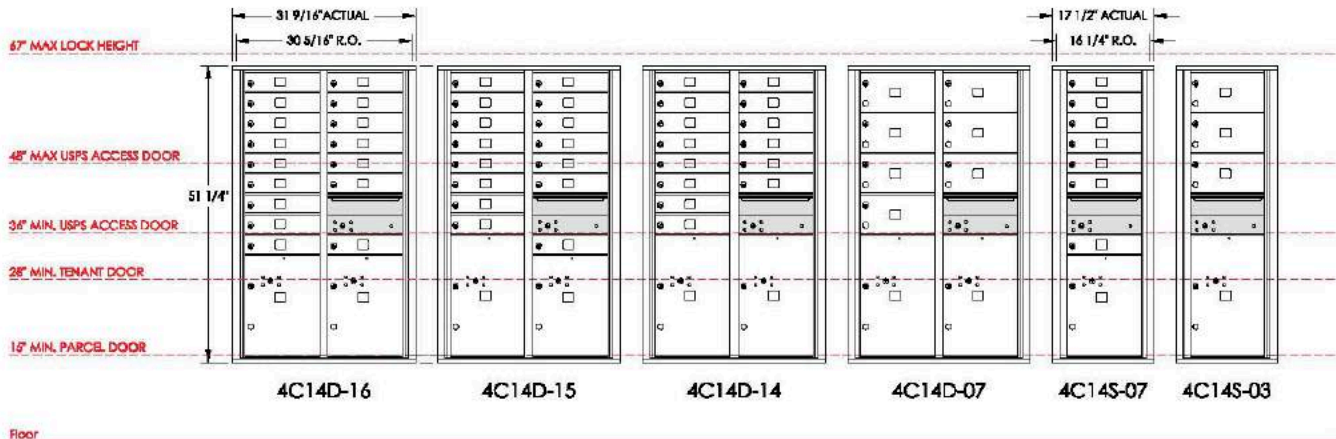 31 9/16" ACTUAL
17 1/2" ACTUAL
30 5/16" R.O.
16 1/4" R.O.
67" MAX LOCK HEIGHT
48" MAX USPS ACCESS DOOR
51 1/4"
36" MIN. USPS ACCESS DOOR
28" MIN. TENANT DOOR
15" MIN. PARCEL DOOR
4C14D-16
4C14D-15
4C14D-14
4C14D-07
4C14S-07
4C14S-03
Floor